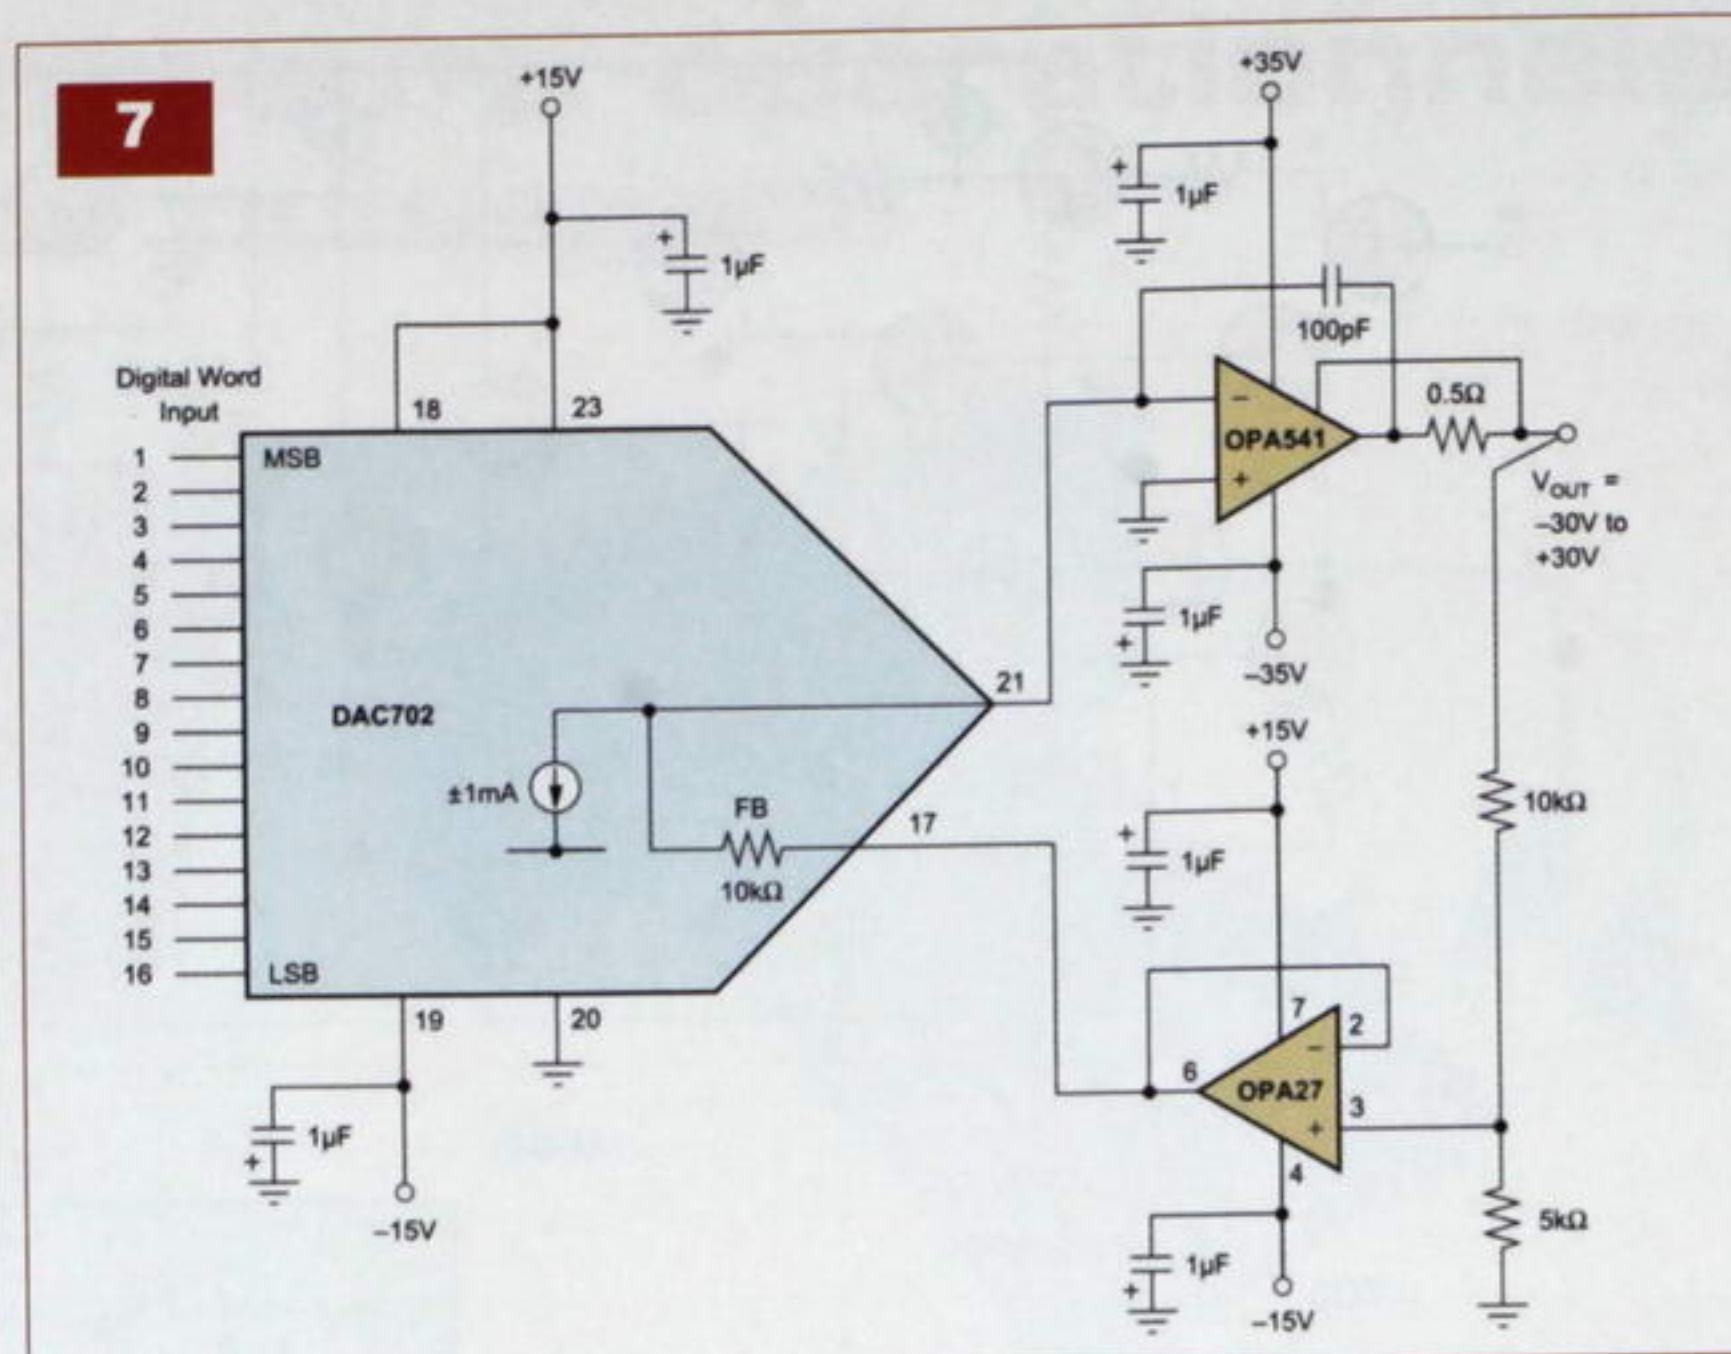 7
+15V
1µF
+35V
1µF
100pF
Digital Word
Input
18
23
0.5Ω
OPA541
−
+
V_OUT =
–30V to
+30V
1µF
–35V
MSB
1
2
3
4
5
6
7
8
9
10
11
12
13
14
15
16
LSB
DAC702
±1mA
FB
10kΩ
21
17
+15V
1µF
10kΩ
7
2
6
OPA27
−
3
+
4
5kΩ
1µF
–15V
19
20
1µF
–15V